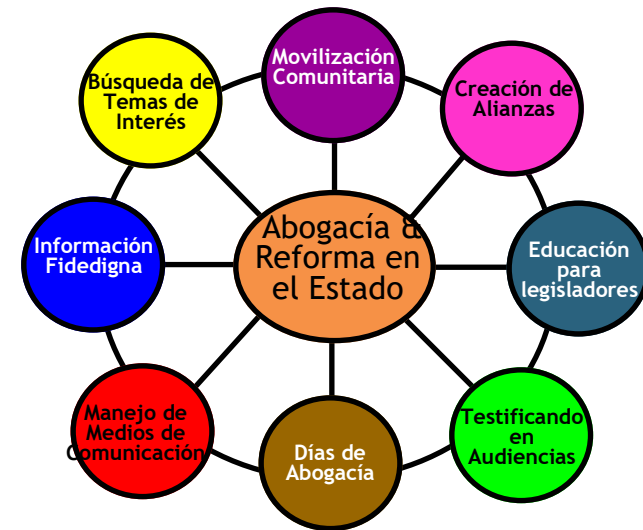 Movilización
Comunitaria
Creación de
Alianzas
Búsqueda de
Temas de
Interés
Abogacía &
Reforma en
el Estado
Información
Fidedigna
Educación
para
legisladores
Manejo de
Medios de
Comunicación
Días de
Abogacía
Testificando
en
Audiencias